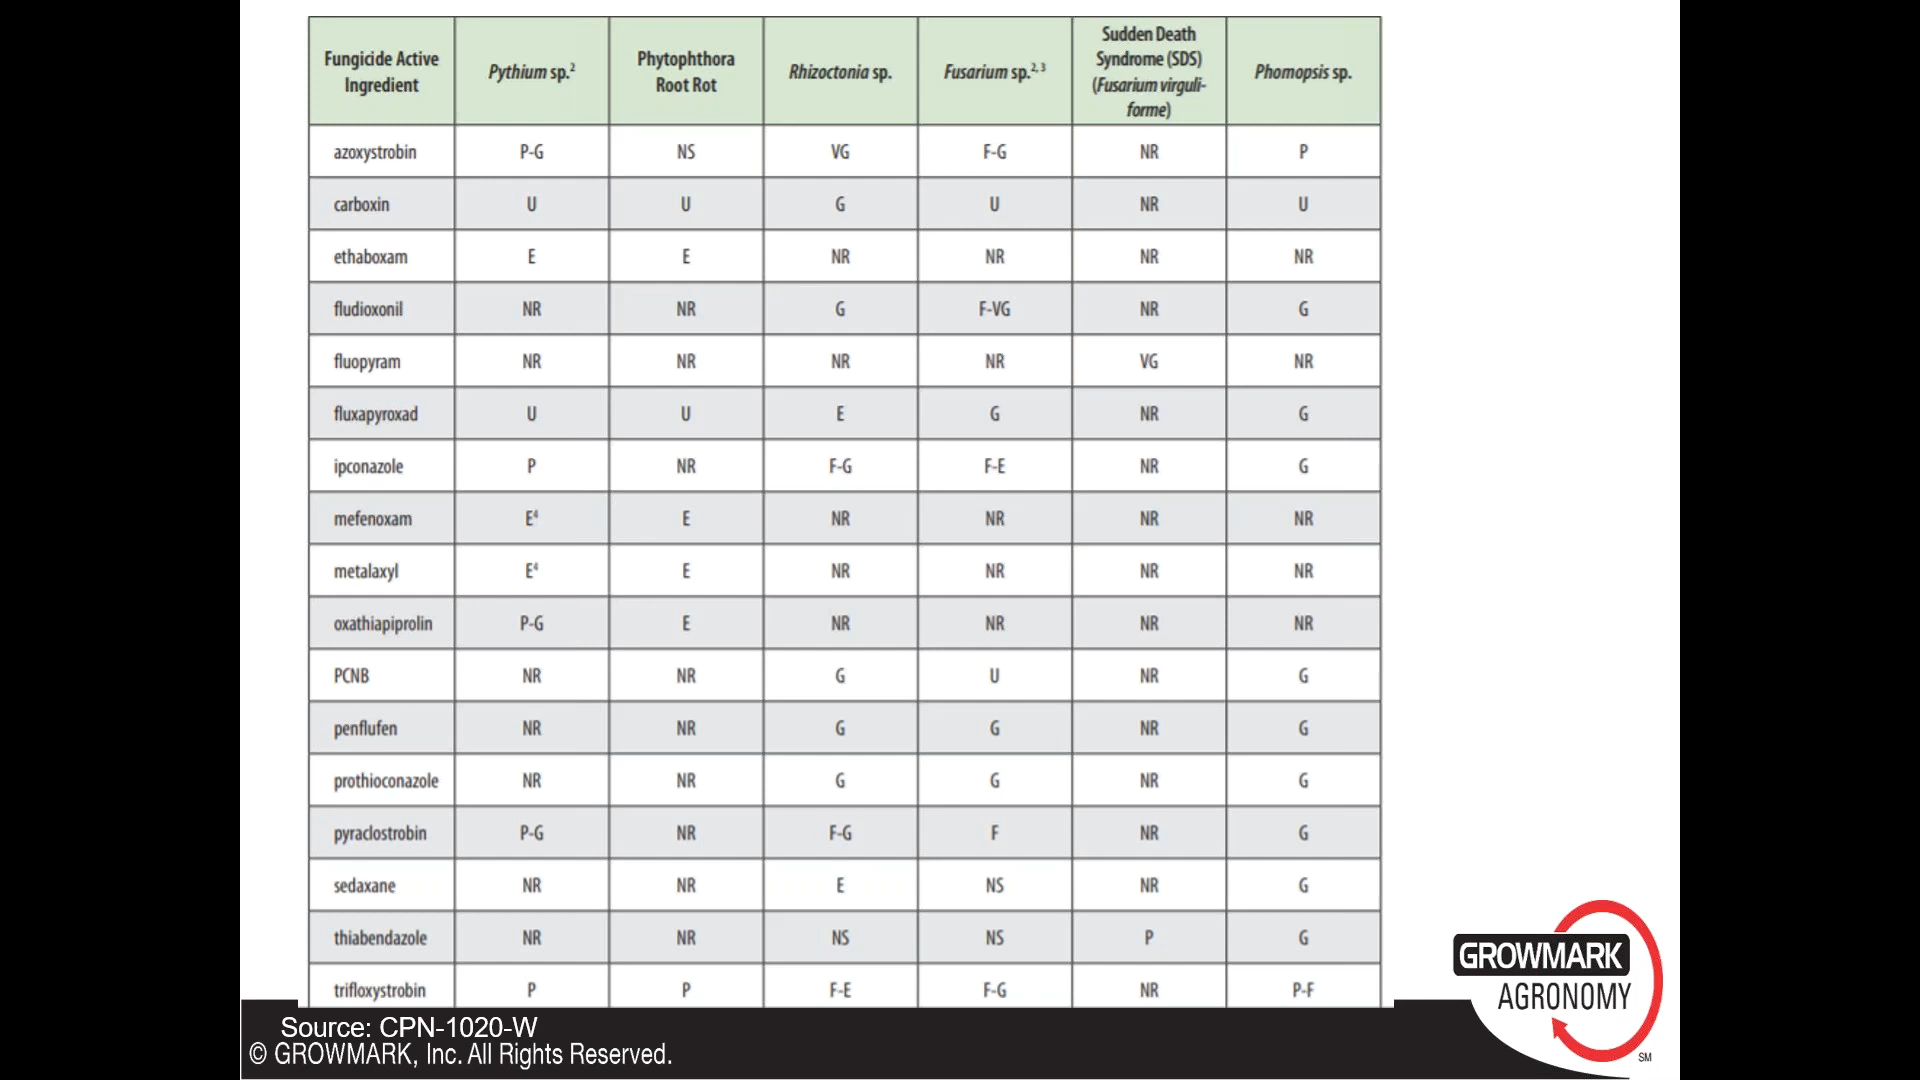 Fungicide Active Ingredient | Pythium sp.² | Phytophthora Root Rot | Rhizoctonia sp. | Fusarium sp.²,³ | Sudden Death Syndrome (SDS) (Fusarium virguli-forme) | Phomopsis sp.
azoxystrobin | P-G | NS | VG | F-G | NR | P
carboxin | U | U | G | U | NR | U
ethaboxam | E | E | NR | NR | NR | NR
fludioxonil | NR | NR | G | F-VG | NR | G
fluopyram | NR | NR | NR | NR | VG | NR
fluxapyroxad | U | U | E | G | NR | G
ipconazole | P | NR | F-G | F-E | NR | G
mefenoxam | E⁴ | E | NR | NR | NR | NR
metalaxyl | E⁴ | E | NR | NR | NR | NR
oxathiapiprolin | P-G | E | NR | NR | NR | NR
PCNB | NR | NR | G | U | NR | G
penflufen | NR | NR | G | G | NR | G
prothioconazole | NR | NR | G | G | NR | G
pyraclostrobin | P-G | NR | F-G | F | NR | G
sedaxane | NR | NR | E | NS | NR | G
thiabendazole | NR | NR | NS | NS | P | G
trifloxystrobin | P | P | F-E | F-G | NR | P-F
Source: CPN-1020-W
© GROWMARK, Inc. All Rights Reserved.
GROWMARK
AGRONOMY
SM